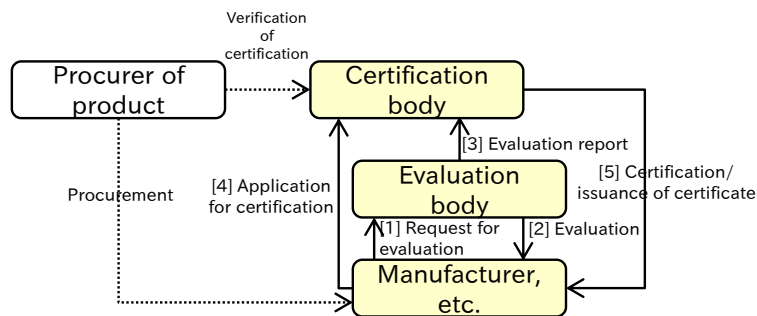 Verification
of
certification
Procurer of
product
Certification
body
[3] Evaluation report
[4] Application
for certification
Evaluation
body
[5] Certification/
issuance of certificate
Procurement
[1] Request for
evaluation
[2] Evaluation
Manufacturer,
etc.